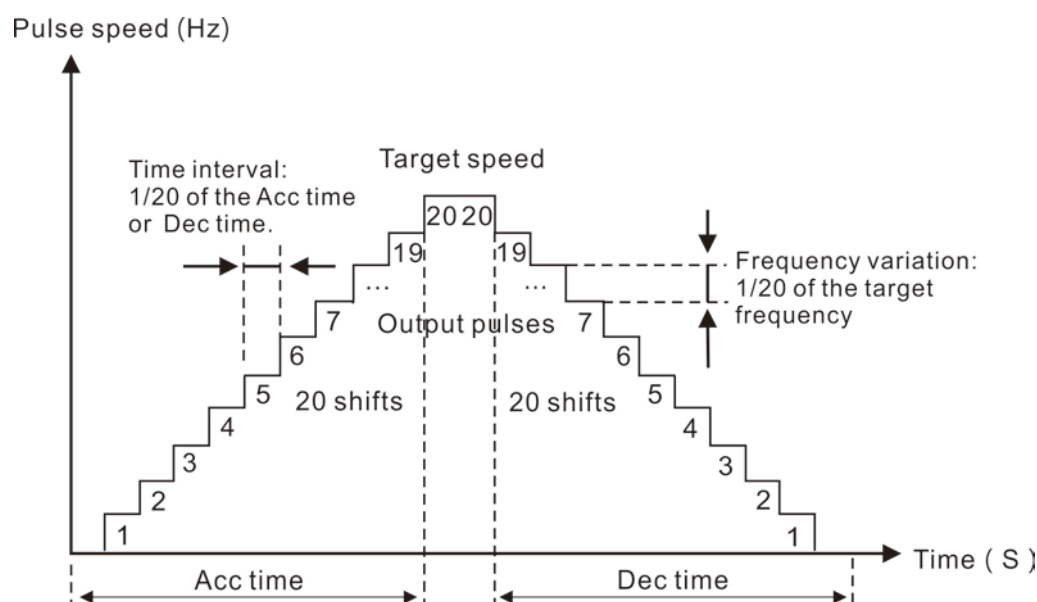 Pulse speed (Hz)
Time interval:
1/20 of the Acc time
or Dec time.
Target speed
20 20
19
19
...
...
Frequency variation:
1/20 of the target
frequency
7
Output pulses
7
6
6
5
20 shifts
20 shifts
5
4
4
3
3
2
2
1
1
Time ( S )
Acc time
Dec time